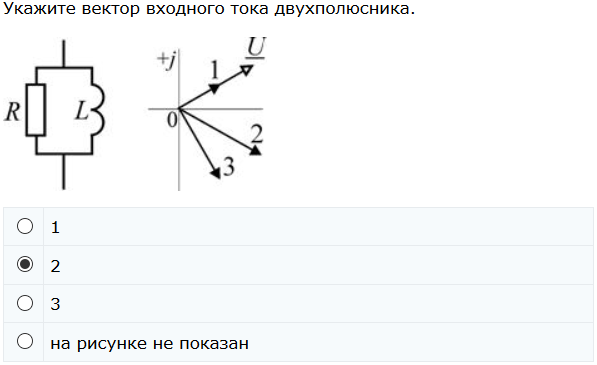 Укажите вектор входного тока двухполюсника.
+j
1
U
R
L
0
2
3
1
2
3
на рисунке не показан